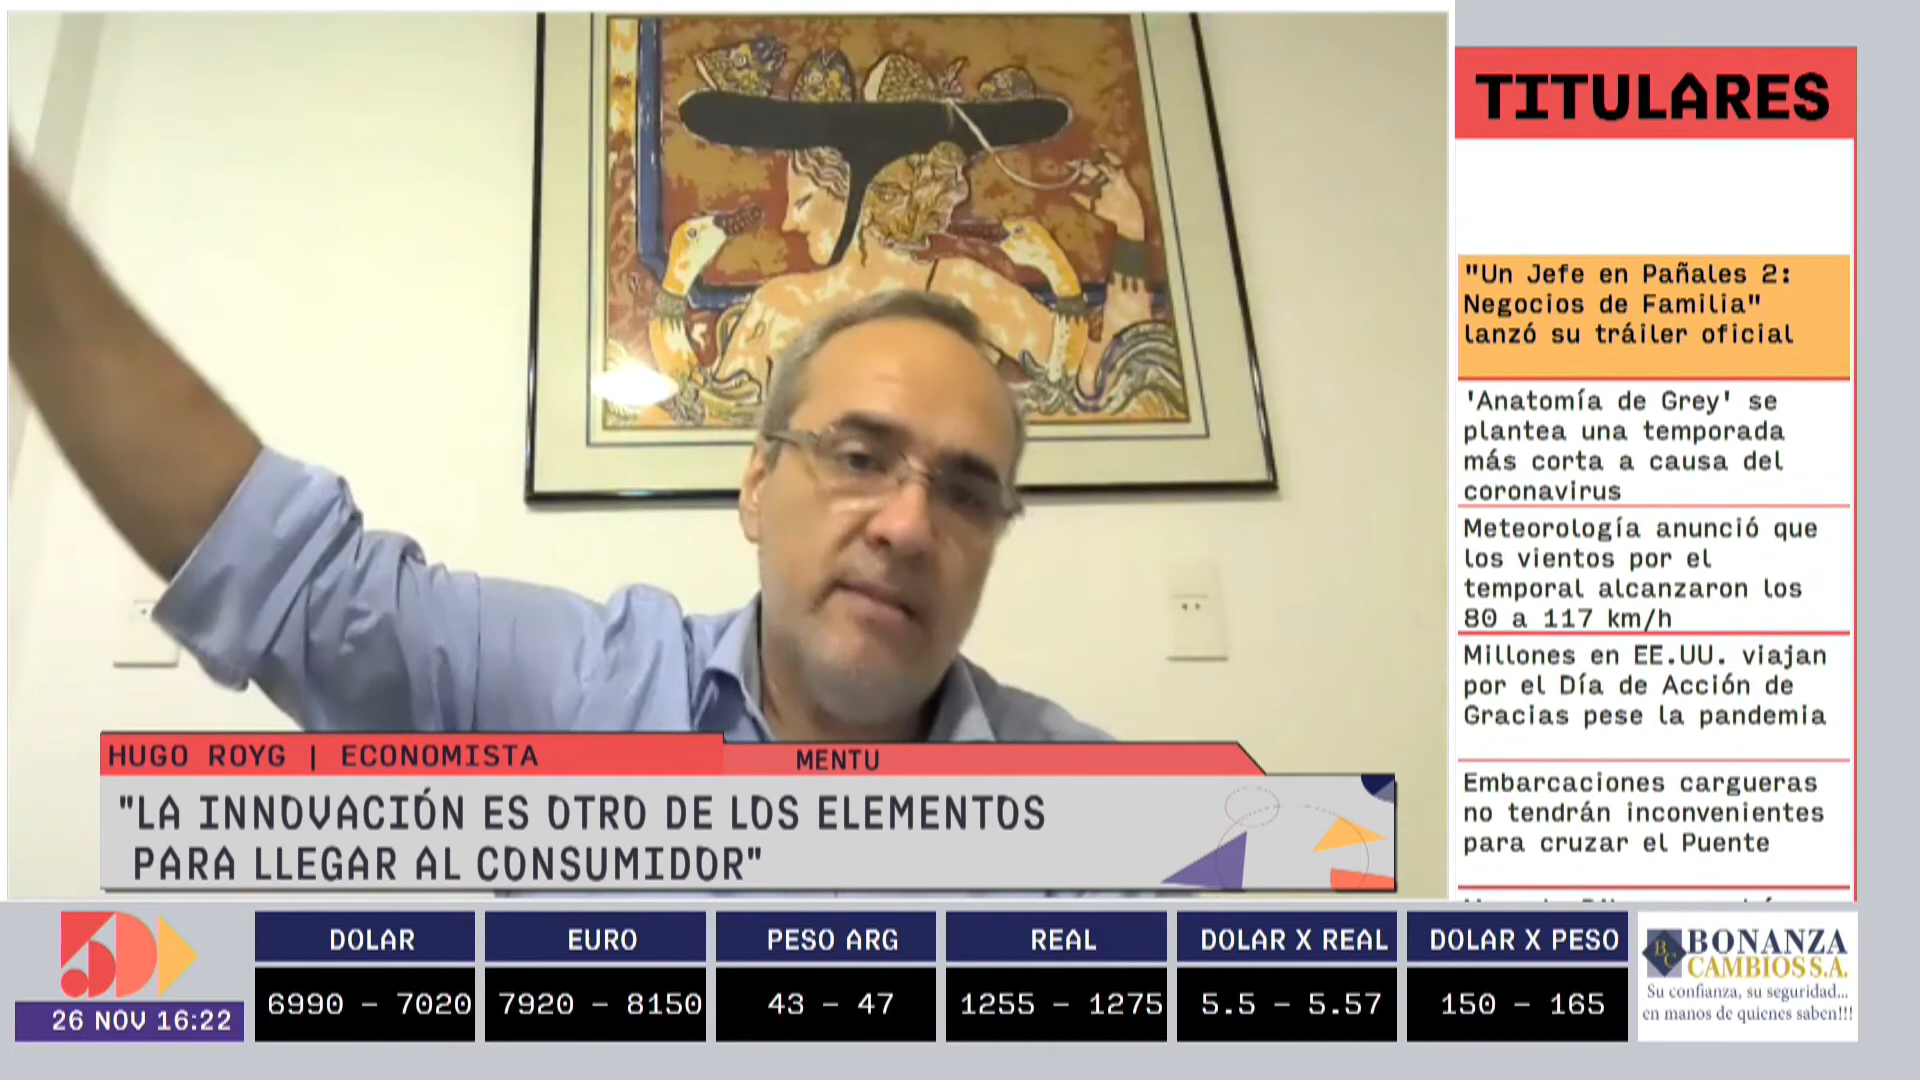 TITULARES
"Un Jefe en Pañales 2:
Negocios de Familia"
lanzó su tráiler oficial
'Anatomía de Grey' se
plantea una temporada
más corta a causa del
coronavirus
Meteorología anunció que
los vientos por el
temporal alcanzaron los
80 a 117 km/h
Millones en EE.UU. viajan
por el Día de Acción de
Gracias pese la pandemia
Embarcaciones cargueras
no tendrán inconvenientes
para cruzar el Puente
HUGO ROYG | ECONOMISTA
MENTU
"LA INNOVACIÓN ES OTRO DE LOS ELEMENTOS
PARA LLEGAR AL CONSUMIDOR"
5D
26 NOV 16:22
DOLAR
6990 - 7020
EURO
7920 - 8150
PESO ARG
43 - 47
REAL
1255 - 1275
DOLAR X REAL
5.5 - 5.57
DOLAR X PESO
150 - 165
BC
BONANZA
CAMBIOS S.A.
Su confianza, su seguridad...
en manos de quienes saben!!!